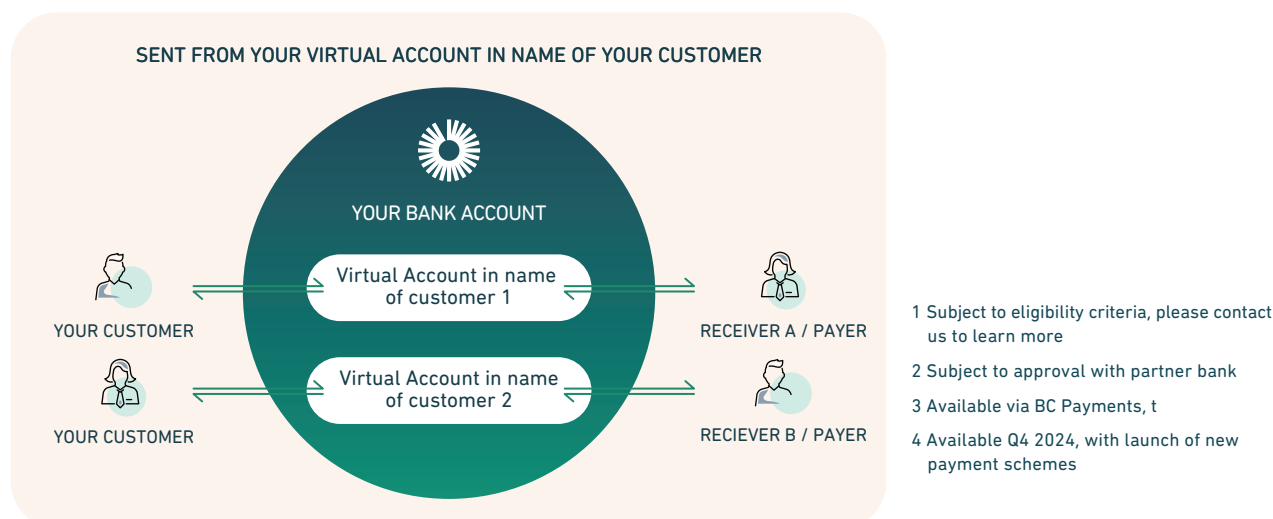 SENT FROM YOUR VIRTUAL ACCOUNT IN NAME OF YOUR CUSTOMER
YOUR BANK ACCOUNT
Virtual Account in name
of customer 1
YOUR CUSTOMER
RECEIVER A / PAYER
Virtual Account in name
of customer 2
YOUR CUSTOMER
RECIEVER B / PAYER
1 Subject to eligibility criteria, please contact
us to learn more
2 Subject to approval with partner bank
3 Available via BC Payments, t
4 Available Q4 2024, with launch of new
payment schemes